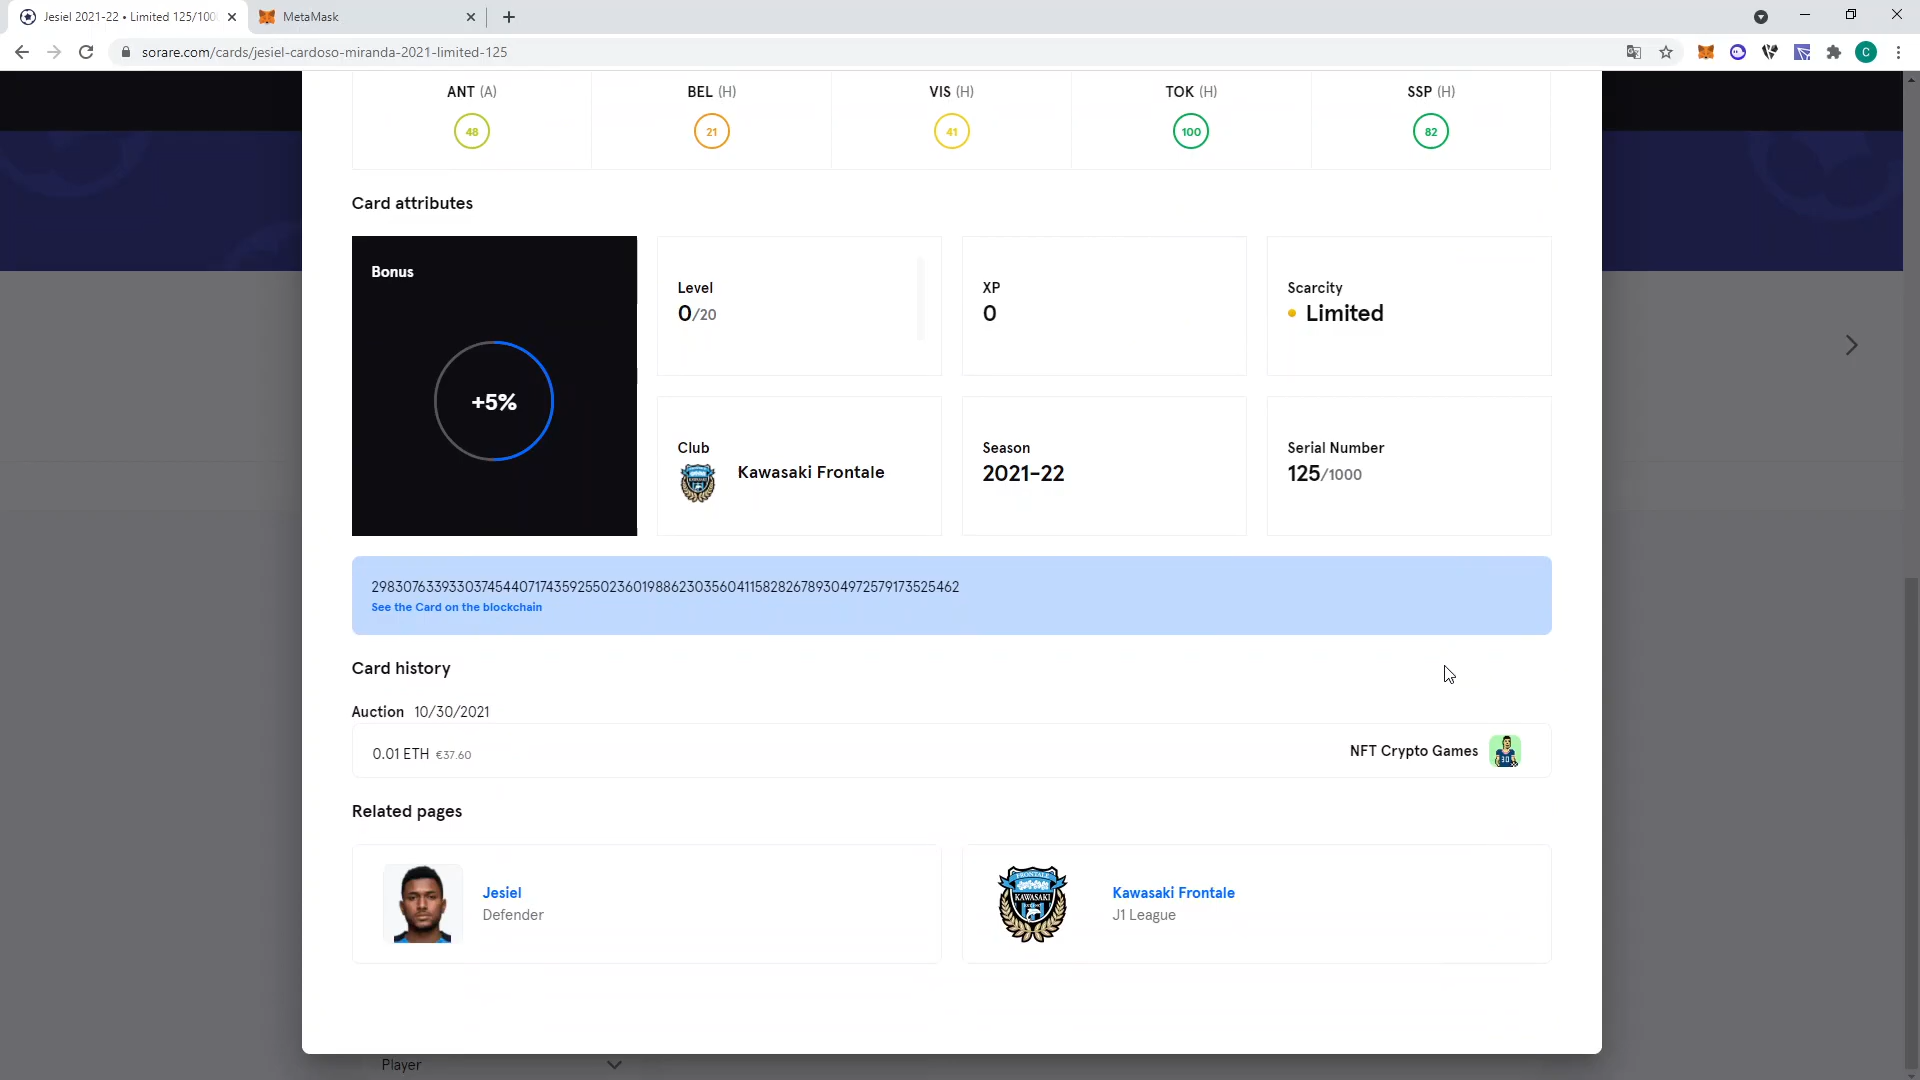 Jesiel 2021-22 • Limited 125/100
MetaMask
sorare.com/cards/jesiel-cardoso-miranda-2021-limited-125
C
ANT (A)
BEL (H)
VIS (H)
TOK (H)
SSP (H)
48
21
41
100
82
Card attributes
Bonus
+5%
Level
0/20
XP
0
Scarcity
Limited
Club
Kawasaki Frontale
Season
2021-22
Serial Number
125/1000
29830763393303745440717435925502360198862303560411582826789304972579173525462
See the Card on the blockchain
Card history
Auction 10/30/2021
0.01 ETH €37.60
NFT Crypto Games
Related pages
Jesiel
Defender
Kawasaki Frontale
J1 League
Player